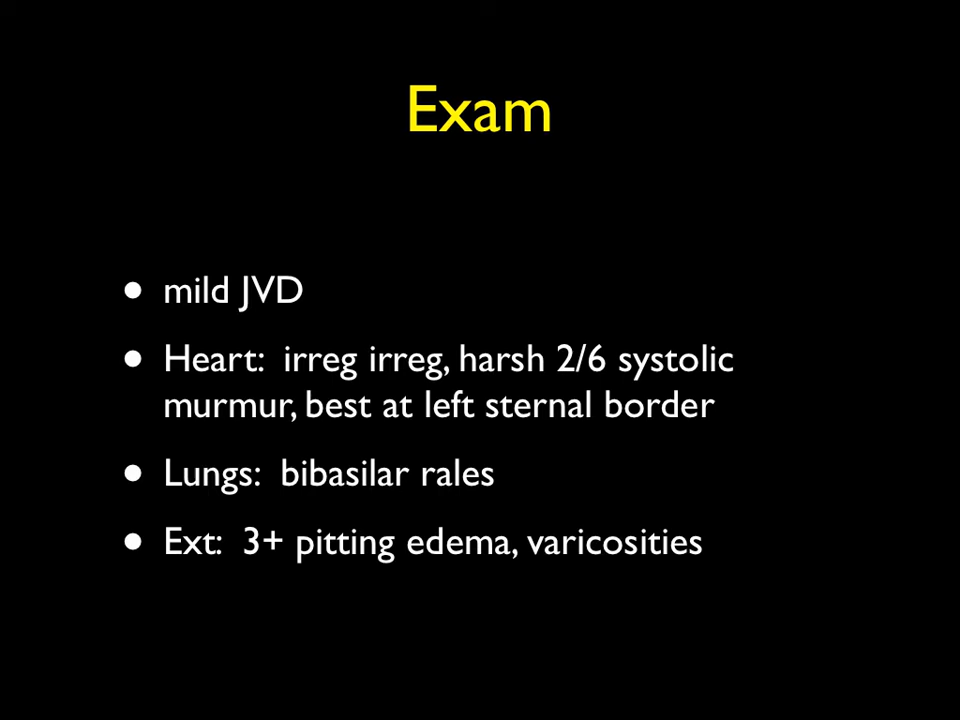 Exam
• mild JVD
• Heart: irreg irreg, harsh 2/6 systolic
murmur, best at left sternal border
• Lungs: bibasilar rales
• Ext: 3+ pitting edema, varicosities